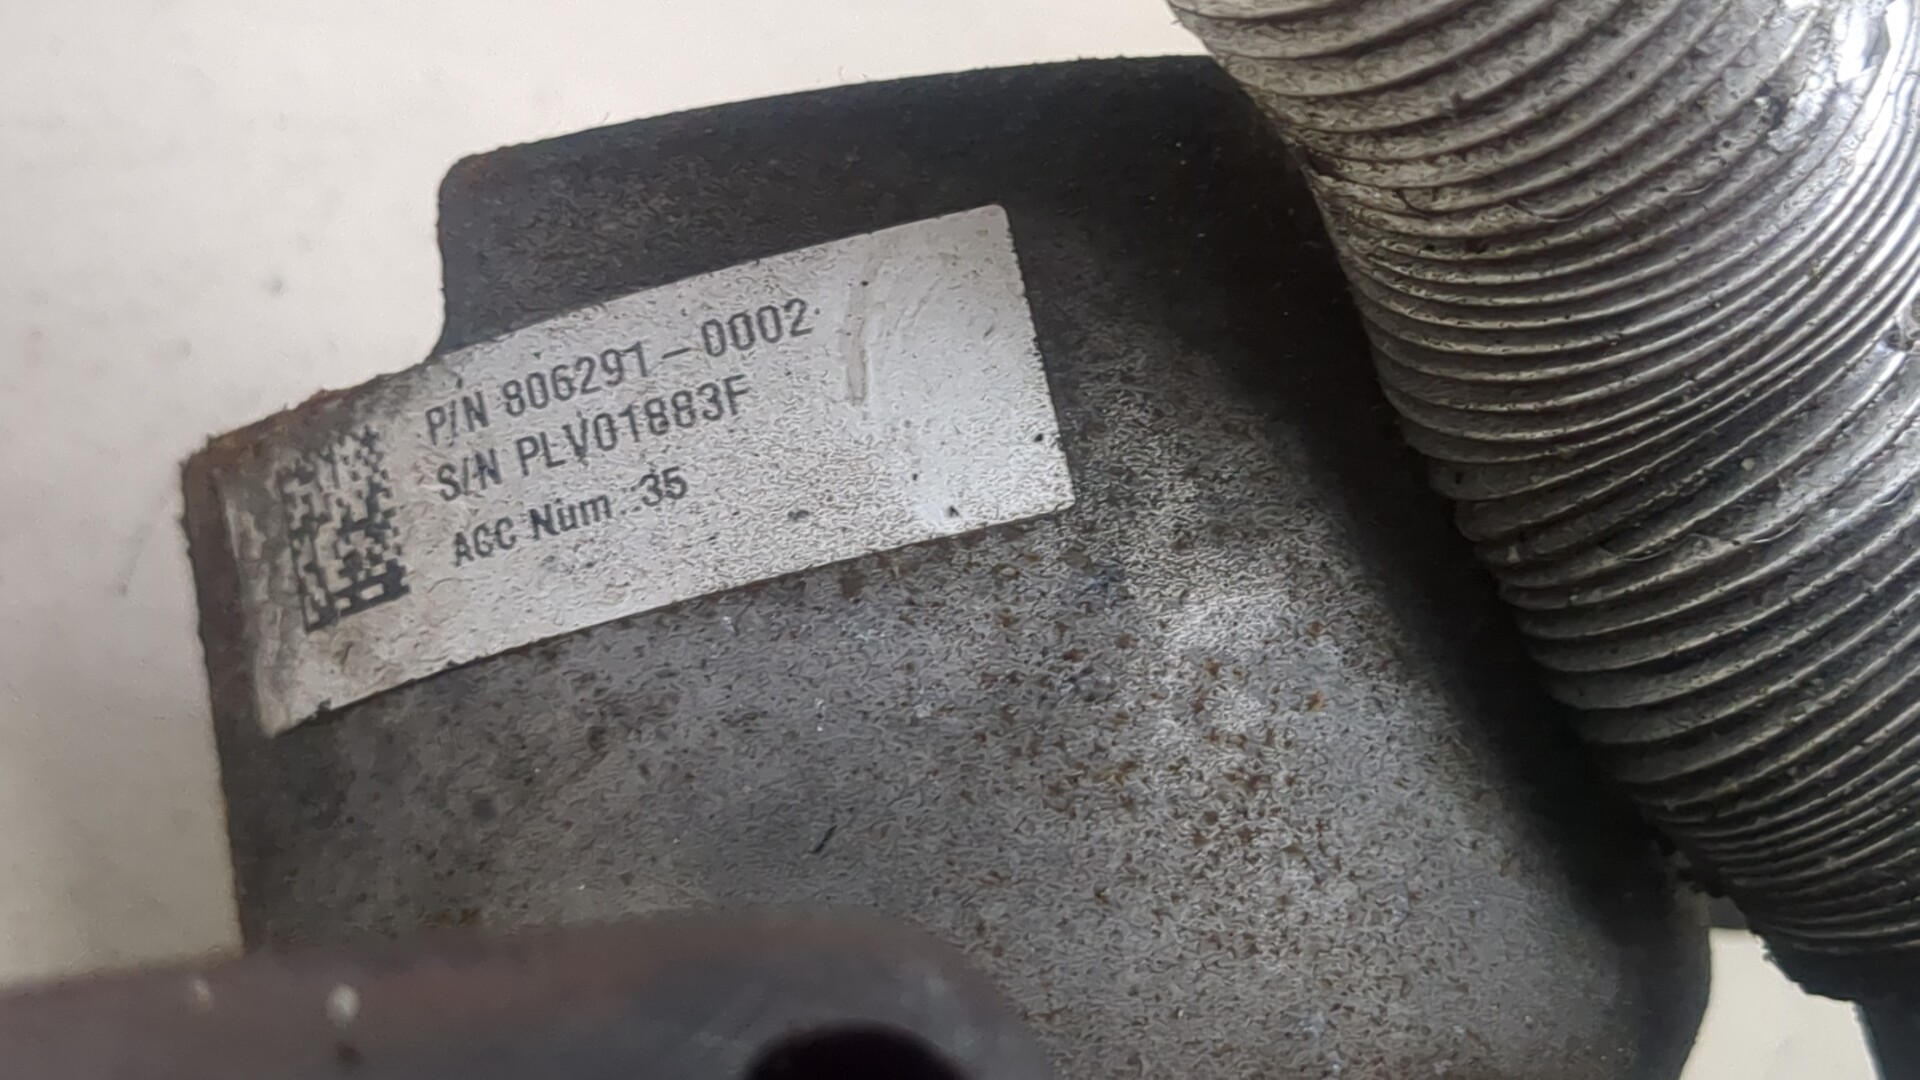 P/N 806291-0002
S/N PLV01883F
AGC Num :35